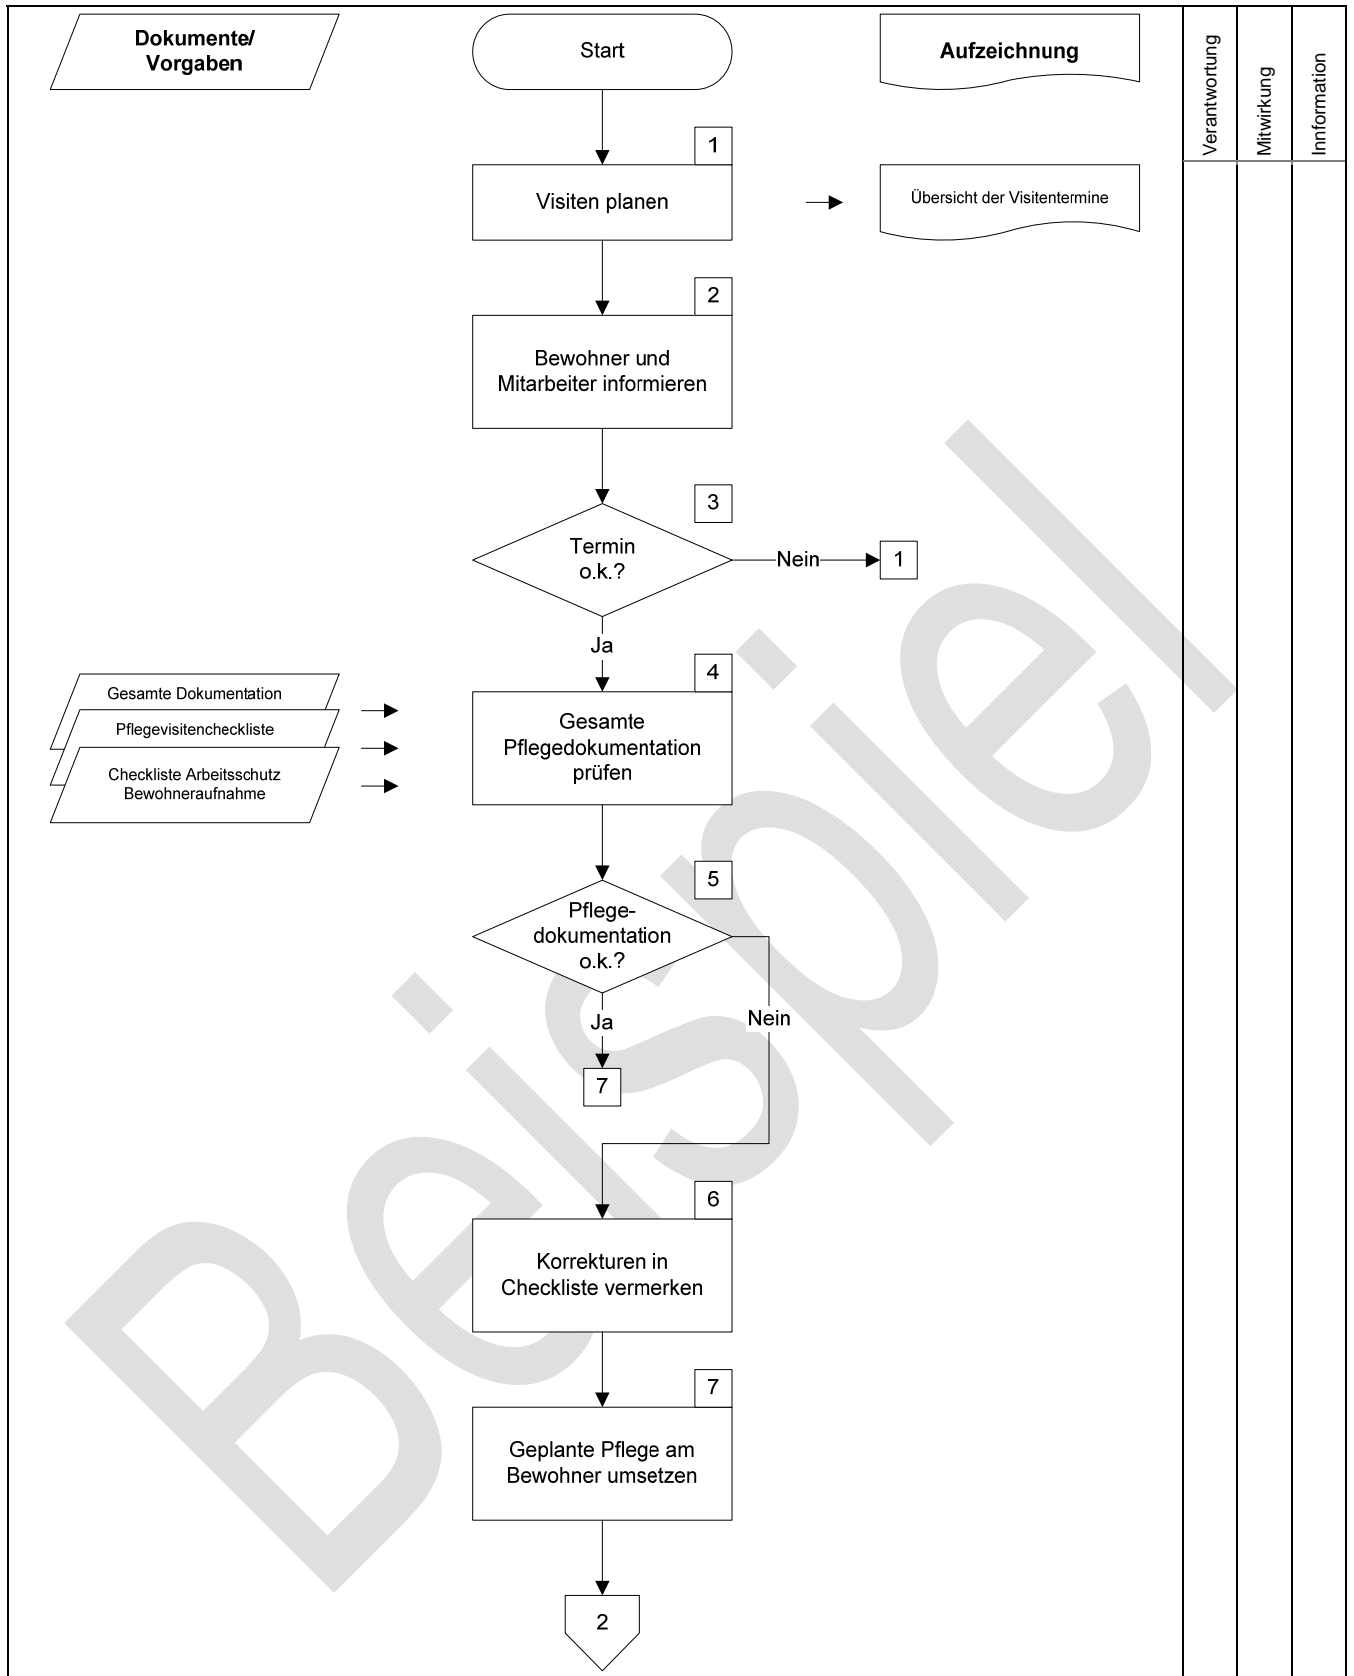 Dokumente/
Vorgaben
Start
Aufzeichnung
Verantwortung
Mitwirkung
Innformation
1
Visiten planen
Übersicht der Visitentermine
2
Bewohner und
Mitarbeiter informieren
3
Termin
o.k.?
Nein
1
Ja
4
Gesamte Dokumentation
Pflegevisitencheckliste
Checkliste Arbeitsschutz
Bewohneraufnahme
Gesamte
Pflegedokumentation
prüfen
5
Pflege-
dokumentation
o.k.?
Ja
Nein
7
6
Korrekturen in
Checkliste vermerken
7
Geplante Pflege am
Bewohner umsetzen
2
Beispiel